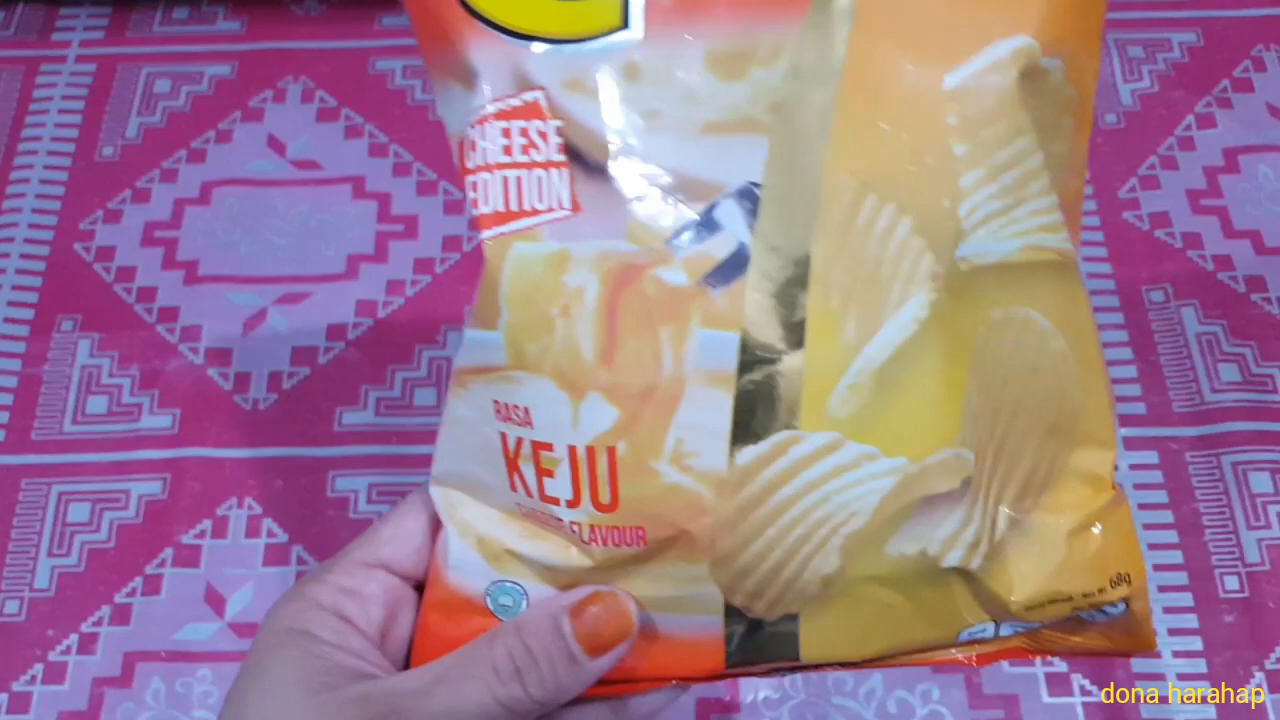 CHEESE
EDITION
RASA
KEJU
FLAVOUR
68g
dona harahap